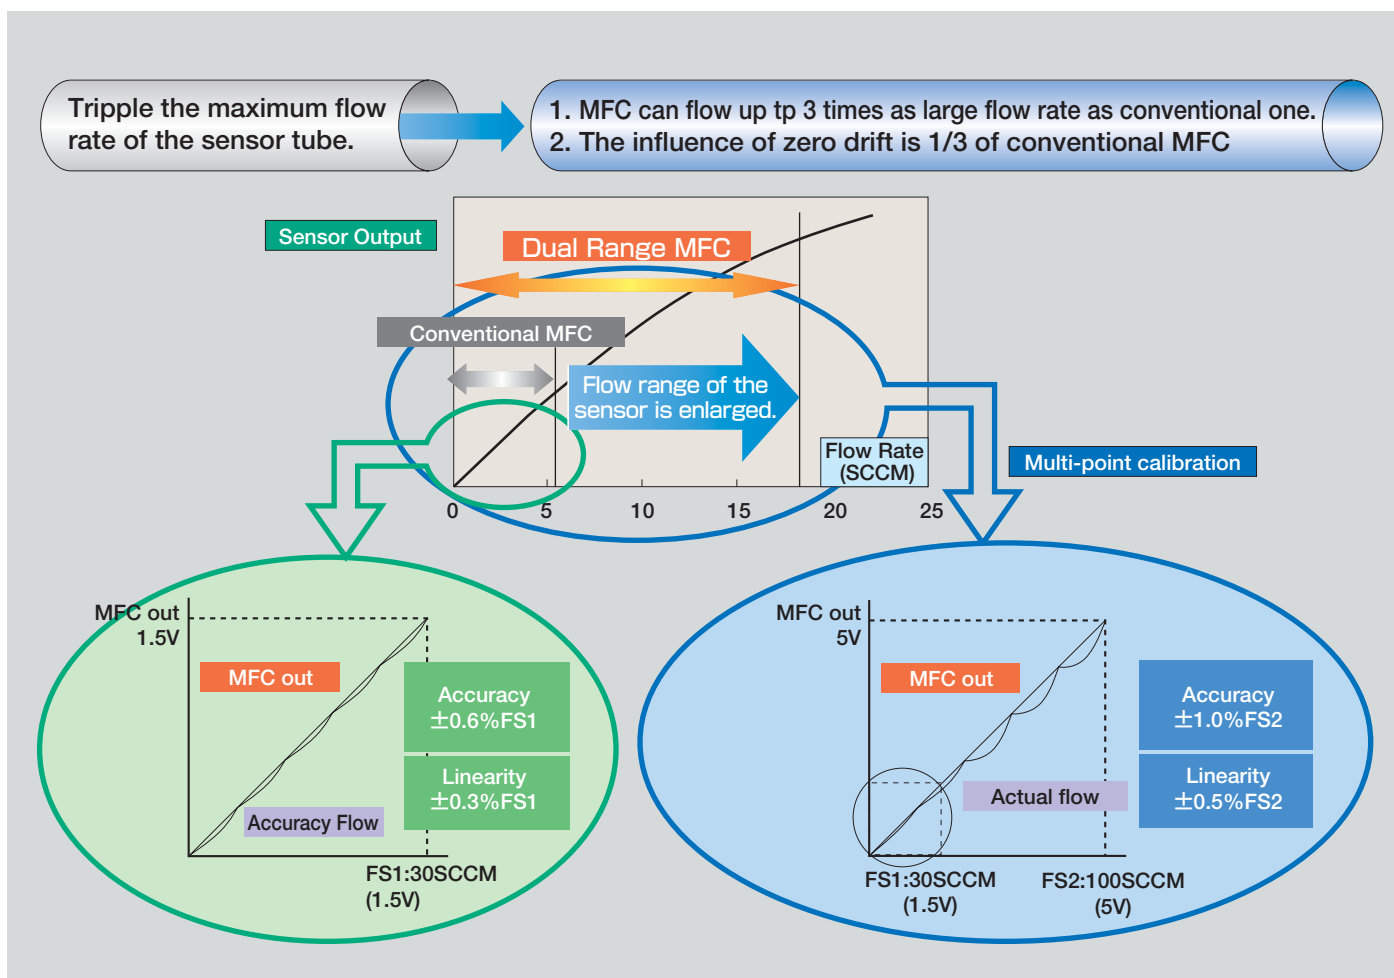 Tripple the maximum flow
rate of the sensor tube.
1. MFC can flow up tp 3 times as large flow rate as conventional one.
2. The influence of zero drift is 1/3 of conventional MFC
Sensor Output
Dual Range MFC
Conventional MFC
Flow range of the
sensor is enlarged.
Flow Rate
(SCCM)
Multi-point calibration
0 5 10 15 20 25
MFC out
1.5V
MFC out
Accuracy
±0.6%FS1
Linearity
±0.3%FS1
Accuracy Flow
FS1:30SCCM
(1.5V)
MFC out
5V
MFC out
Accuracy
±1.0%FS2
Linearity
±0.5%FS2
Actual flow
FS1:30SCCM
(1.5V)
FS2:100SCCM
(5V)